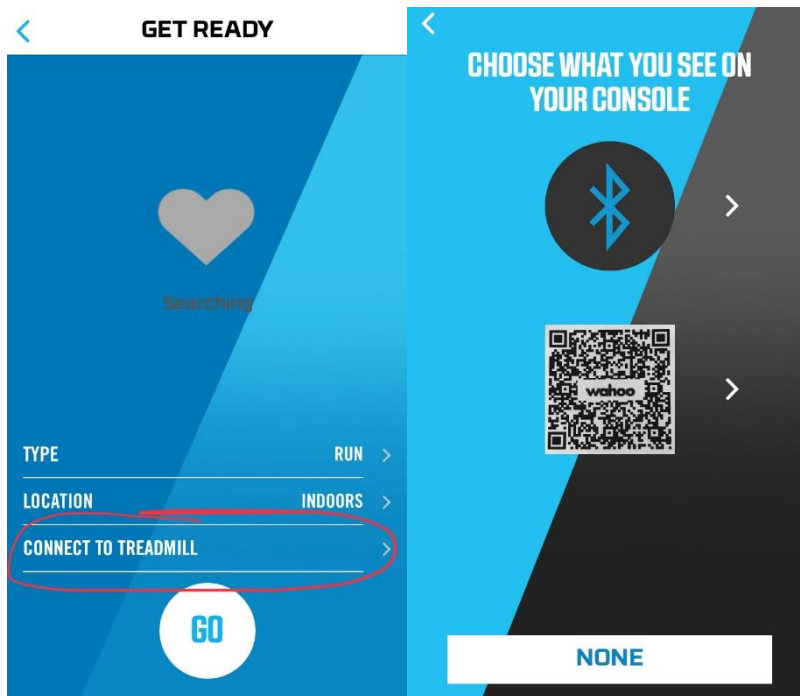 GET READY
Searching
TYPE RUN
LOCATION INDOORS
CONNECT TO TREADMILL
GO
CHOOSE WHAT YOU SEE ON
YOUR CONSOLE
wahoo
NONE